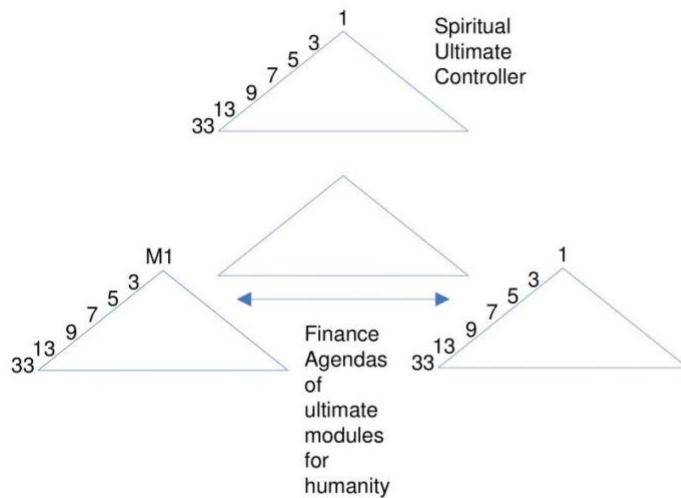 1
3
5
7
9
13
33
Spiritual
Ultimate
Controller
M1
3
5
7
9
13
33
1
3
5
7
9
13
33
Finance
Agendas
of
ultimate
modules
for
humanity